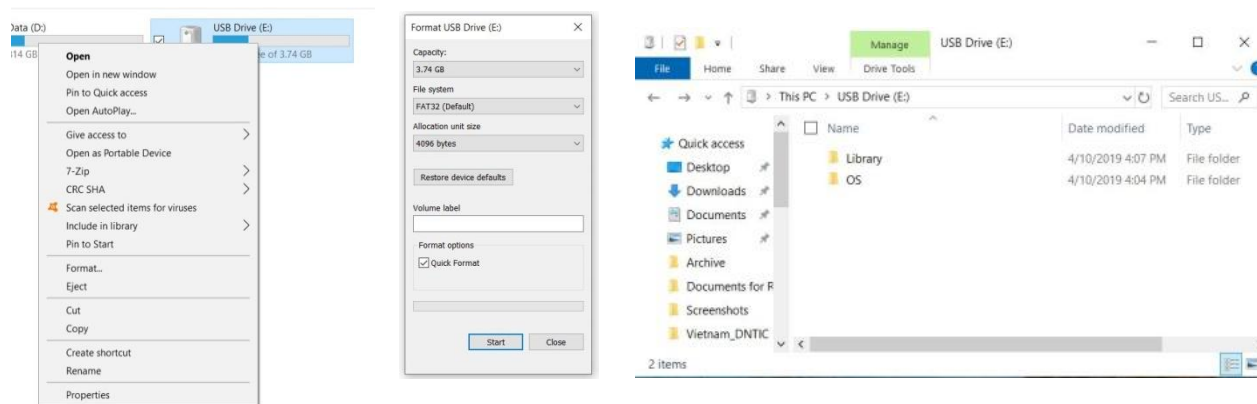 Data (D:)
USB Drive (E:)
814 GB
e of 3.74 GB
Open
Open in new window
Pin to Quick access
Open AutoPlay...
Give access to
Open as Portable Device
7-Zip
CRC SHA
Scan selected items for viruses
Include in library
Pin to Start
Format...
Eject
Cut
Copy
Create shortcut
Rename
Properties
Format USB Drive (E:)
Capacity:
3.74 GB
File system
FAT32 (Default)
Allocation unit size
4096 bytes
Restore device defaults
Volume label
Format options
Quick Format
Start Close
Manage USB Drive (E:)
File Home Share View Drive Tools
This PC > USB Drive (E:) Search US...
Name Date modified Type
Quick access
Library 4/10/2019 4:07 PM File folder
Desktop
OS 4/10/2019 4:04 PM File folder
Downloads
Documents
Pictures
Archive
Documents for R
Screenshots
Vietnam_DNTIC
2 items